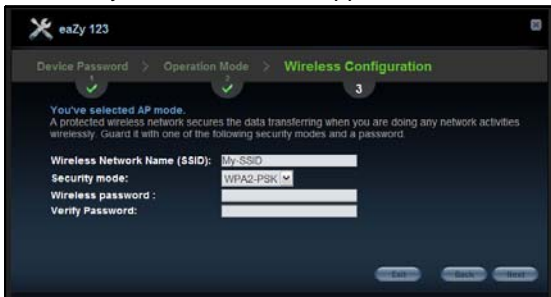 eaZy 123
Device Password > Operation Mode > Wireless Configuration
1 2 3
You've selected AP mode.
A protected wireless network secures the data transferring when you are doing any network activities
wirelessly. Guard it with one of the following security modes and a password.
Wireless Network Name (SSID): My-SSID
Security mode: WPA2-PSK
Wireless password :
Verify Password:
Exit Back Next